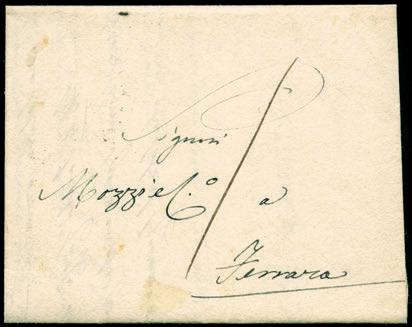 Signori
Mozzi e C.º a
Ferrara